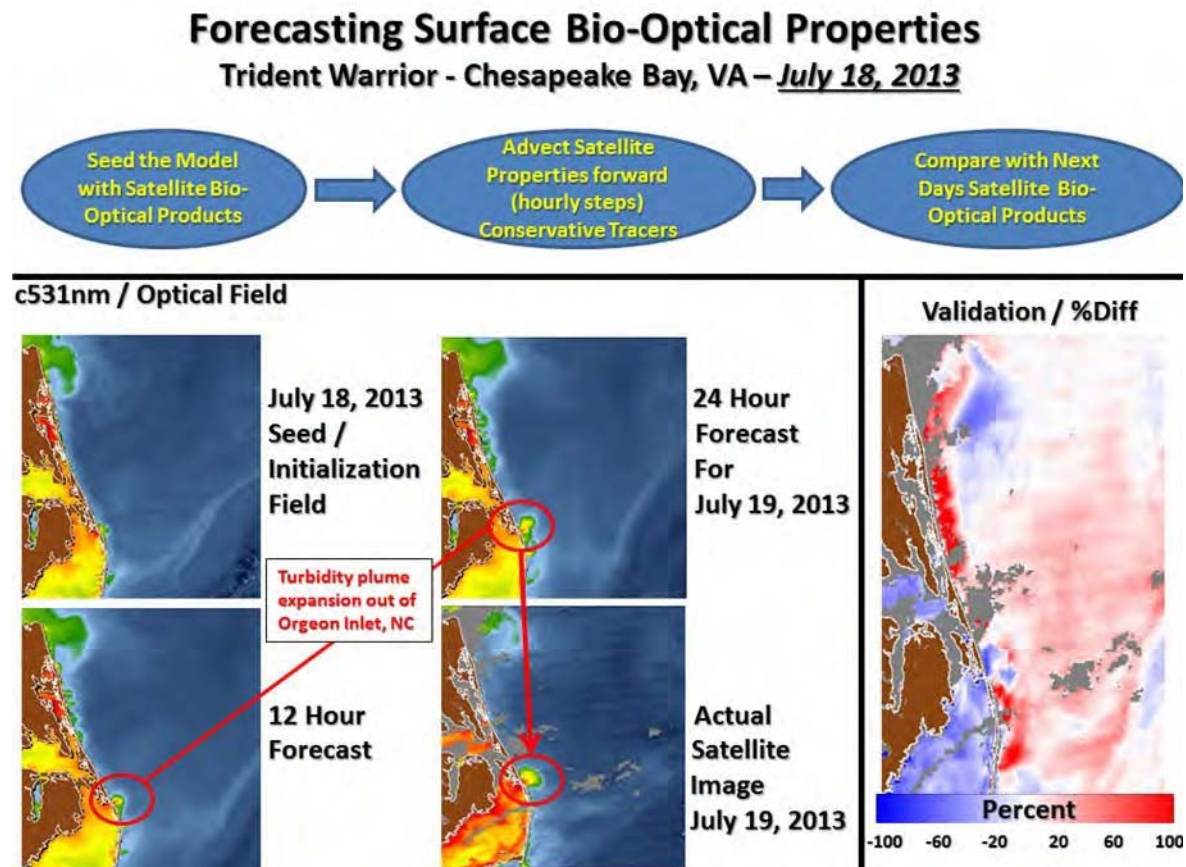 Forecasting Surface Bio-Optical Properties
Trident Warrior - Chesapeake Bay, VA – July 18, 2013
Seed the Model
with Satellite Bio-
Optical Products
Advect Satellite
Properties forward
(hourly steps)
Conservative Tracers
Compare with Next
Days Satellite Bio-
Optical Products
c531nm / Optical Field
July 18, 2013
Seed /
Initialization
Field
24 Hour
Forecast
For
July 19, 2013
Turbidity plume
expansion out of
Orgeon Inlet, NC
12 Hour
Forecast
Actual
Satellite
Image
July 19, 2013
Validation / %Diff
Percent
-100 -60 -20 20 60 100